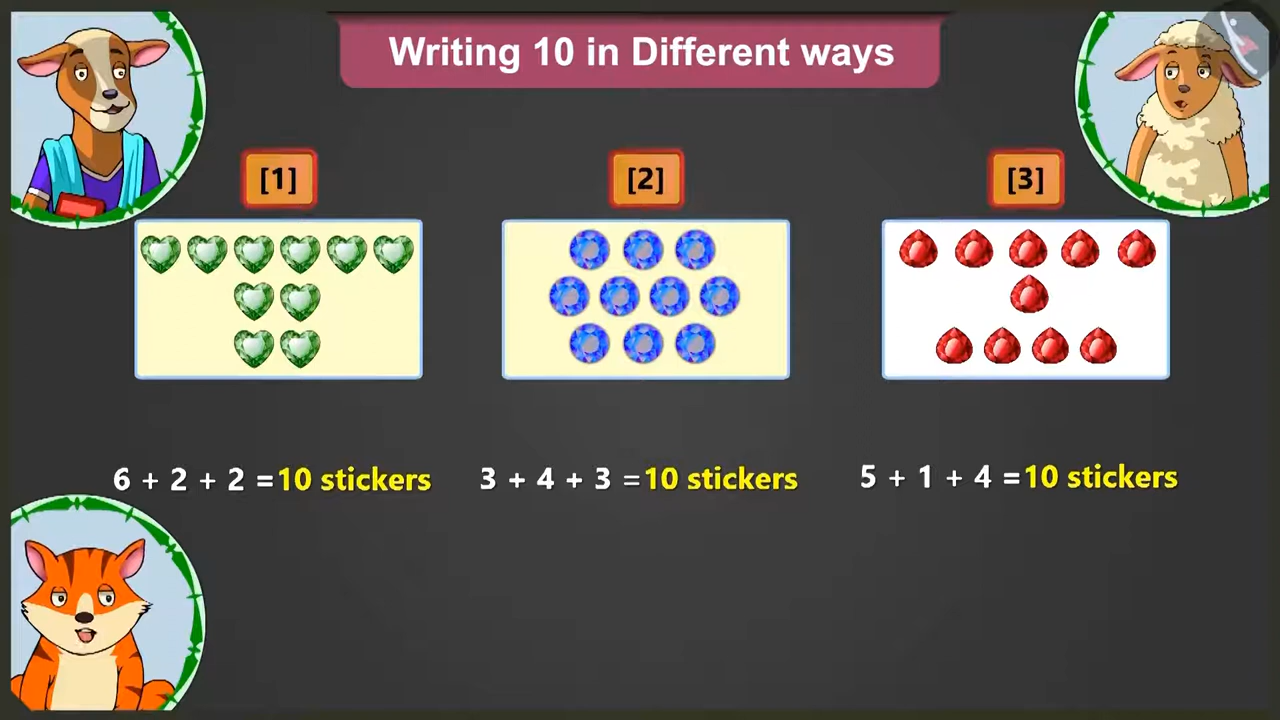 Writing 10 in Different ways
[1]
[2]
[3]
6 + 2 + 2 =10 stickers
3 + 4 + 3 =10 stickers
5 + 1 + 4 =10 stickers